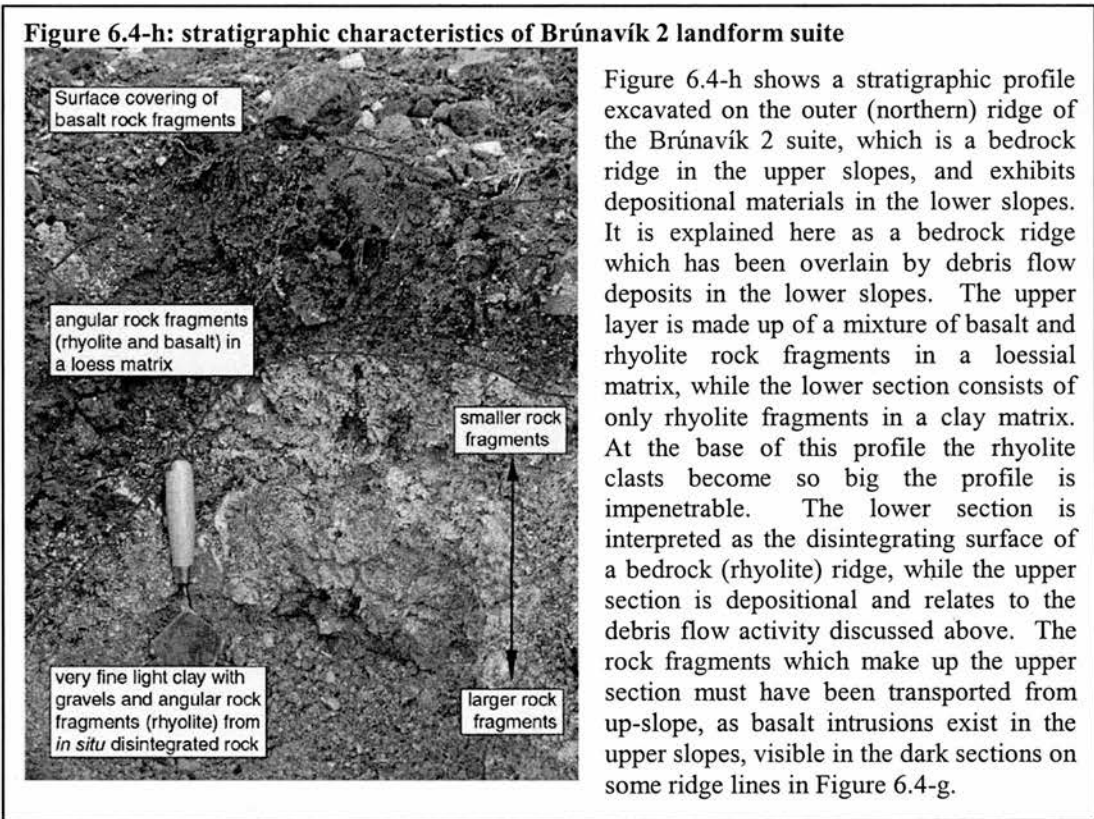 Figure 6.4-h: stratigraphic characteristics of Brúnavík 2 landform suite
Surface covering of
basalt rock fragments
angular rock fragments
(rhyolite and basalt) in
a loess matrix
smaller rock
fragments
very fine light clay with
gravels and angular rock
fragments (rhyolite) from
in situ disintegrated rock
larger rock
fragments
Figure 6.4-h shows a stratigraphic profile
excavated on the outer (northern) ridge of
the Brúnavík 2 suite, which is a bedrock
ridge in the upper slopes, and exhibits
depositional materials in the lower slopes.
It is explained here as a bedrock ridge
which has been overlain by debris flow
deposits in the lower slopes. The upper
layer is made up of a mixture of basalt and
rhyolite rock fragments in a loessial
matrix, while the lower section consists of
only rhyolite fragments in a clay matrix.
At the base of this profile the rhyolite
clasts become so big the profile is
impenetrable. The lower section is
interpreted as the disintegrating surface of
a bedrock (rhyolite) ridge, while the upper
section is depositional and relates to the
debris flow activity discussed above. The
rock fragments which make up the upper
section must have been transported from
up-slope, as basalt intrusions exist in the
upper slopes, visible in the dark sections on
some ridge lines in Figure 6.4-g.